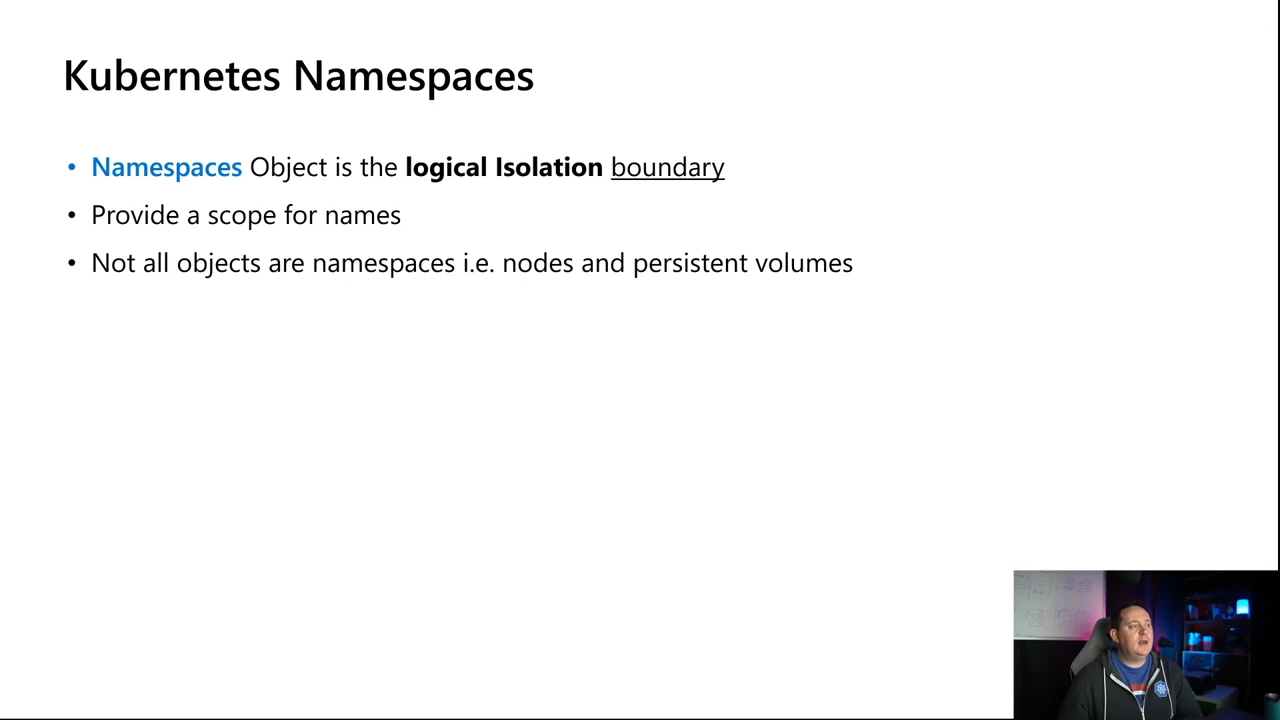 Kubernetes Namespaces
• Namespaces Object is the logical Isolation boundary
• Provide a scope for names
• Not all objects are namespaces i.e. nodes and persistent volumes